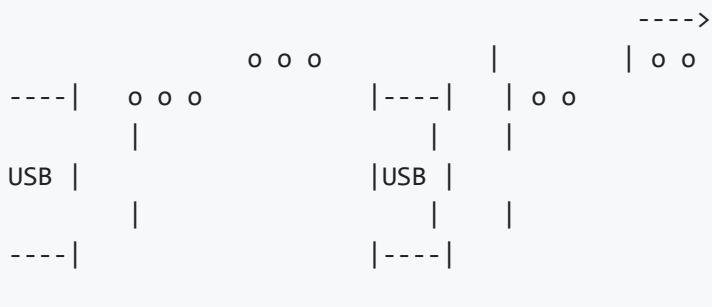 ---->
                o o o           |        | o o
----|   o o o           |----|   | o o
        |                   |    |
USB |                   |USB |
        |                   |    |
----|                   |----|